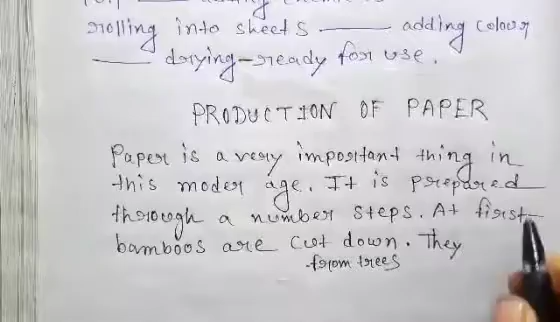 adding
rolling into sheets —— adding colour
—— drying-ready for use.
PRODUCTION OF PAPER
Paper is a very important thing in
this moder age. It is prepared
through a number steps. At first
bamboos are cut down. They
from trees